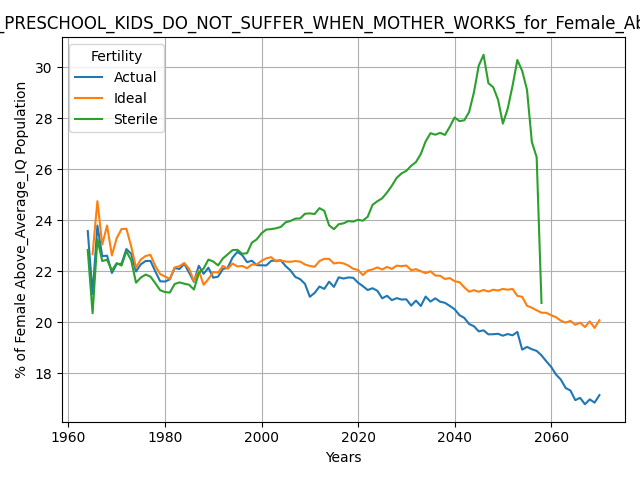 _PRESCHOOL_KIDS_DO_NOT_SUFFER_WHEN_MOTHER_WORKS_for_Female_Ab
Fertility
Actual
Ideal
Sterile
% of Female Above_Average_IQ Population
30
28
26
24
22
20
18
1960
1980
2000
2020
2040
2060
Years